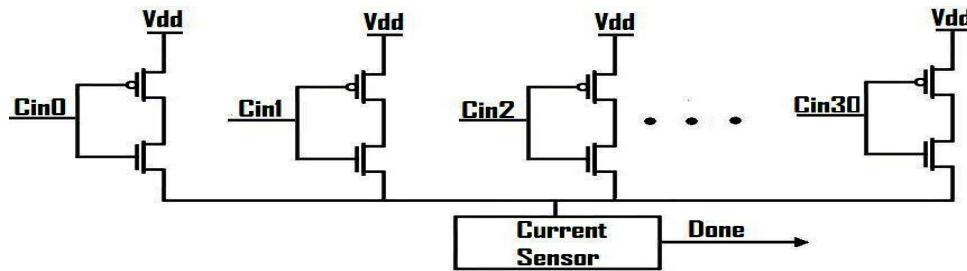 Vdd Vdd Vdd Vdd
Cin0 Cin1 Cin2 Cin30
Current Done
Sensor